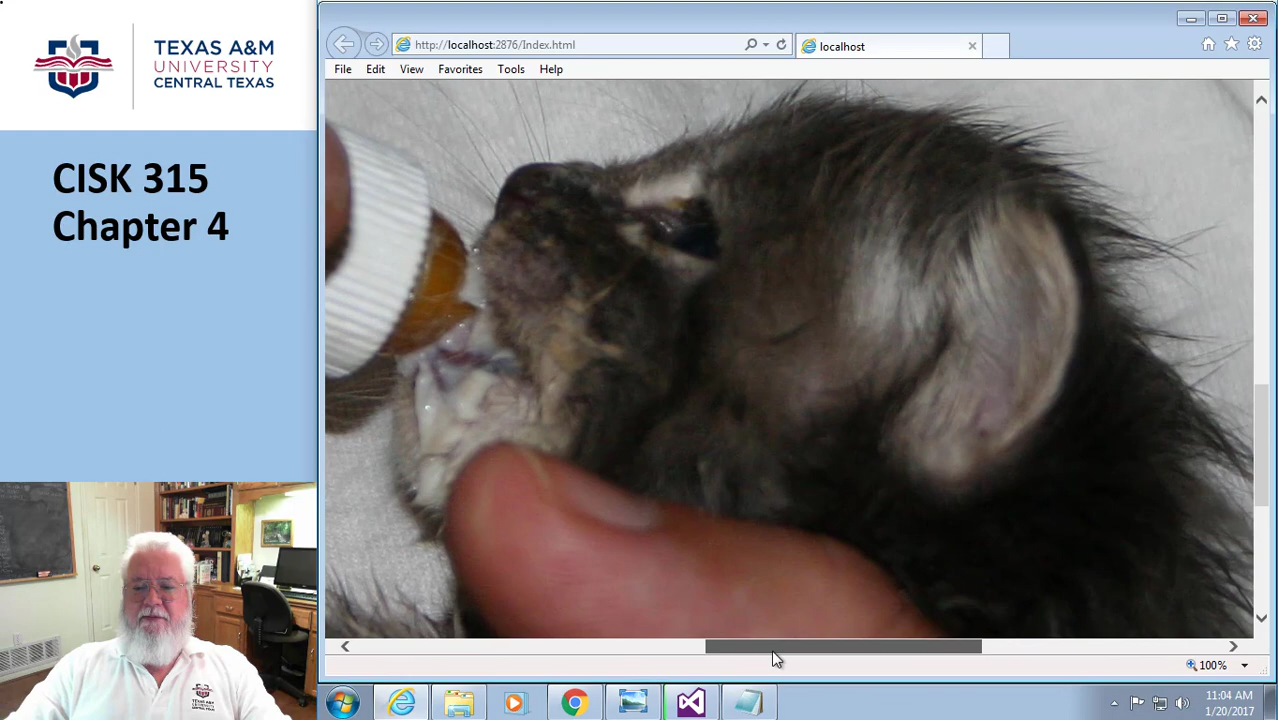 TEXAS A&M
UNIVERSITY
CENTRAL TEXAS
CISK 315
Chapter 4
http://localhost:2876/Index.html
localhost
File Edit View Favorites Tools Help
100%
11:04 AM
1/20/2017